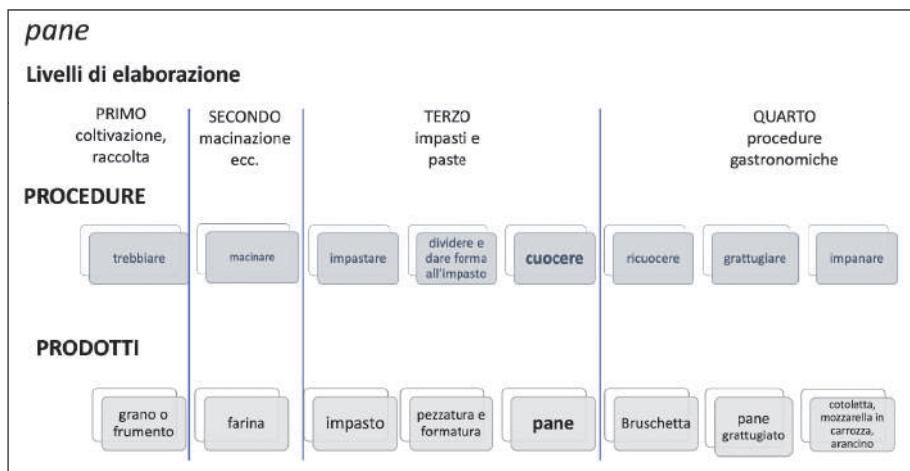 pane
Livelli di elaborazione
PRIMO
coltivazione,
raccolta
SECONDO
macinazione
ecc.
TERZO
impasti e
paste
QUARTO
procedure
gastronomiche
PROCEDURE
trebbiare
macinare
impastare
dividere e
dare forma
all'impasto
cuocere
ricuocere
grattugiare
impanare
PRODOTTI
grano o
frumento
farina
impasto
pezzatura e
formatura
pane
Bruschetta
pane
grattugiato
cotoletta,
mozzarella in
carrozza,
arancino